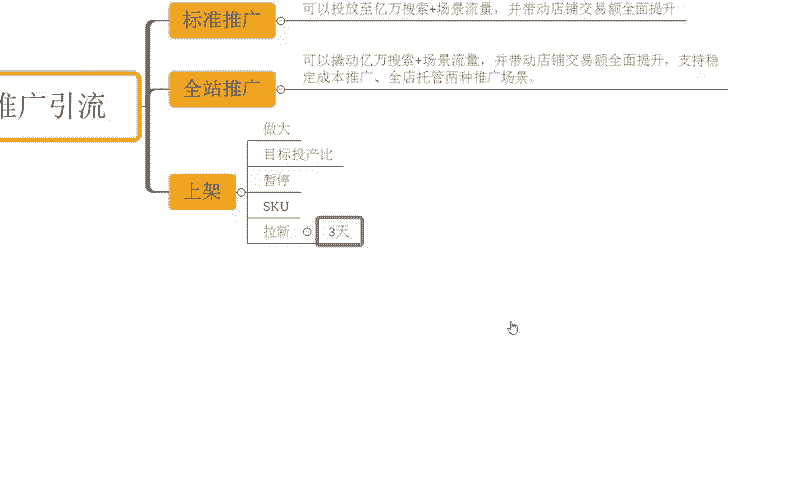 标准推广
可以投放至亿万搜索+场景流量，并带动店铺交易额全面提升
全站推广
可以撬动亿万搜索+场景流量，并带动店铺交易额全面提升，支持稳
定成本推广、全店托管两种推广场景。
推广引流
上架
做大
目标投产比
暂停
SKU
拉新
3天